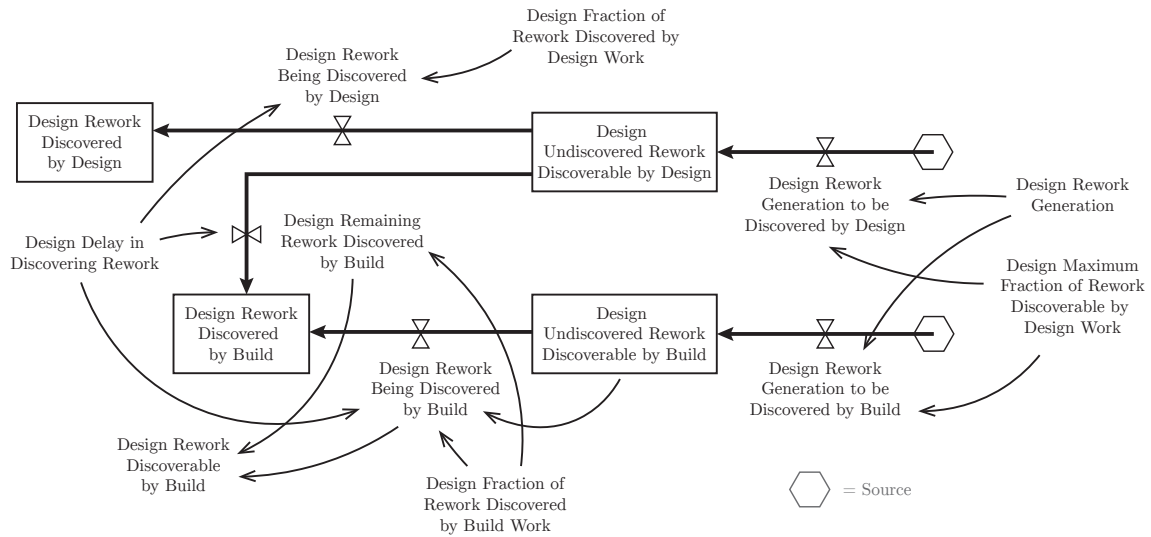 Design Fraction of
Rework Discovered by
Design Work
Design Rework
Being Discovered
by Design
Design Rework
Discovered
by Design
Design
Undiscovered Rework
Discoverable by Design
Design Rework
Generation to be
Discovered by Design
Design Rework
Generation
Design Delay in
Discovering Rework
Design Remaining
Rework Discovered
by Build
Design Maximum
Fraction of Rework
Discoverable by
Design Work
Design Rework
Discovered
by Build
Design
Undiscovered Rework
Discoverable by Build
Design Rework
Being Discovered
by Build
Design Rework
Generation to be
Discovered by Build
Design Rework
Discoverable
by Build
Design Fraction of
Rework Discovered
by Build Work
= Source